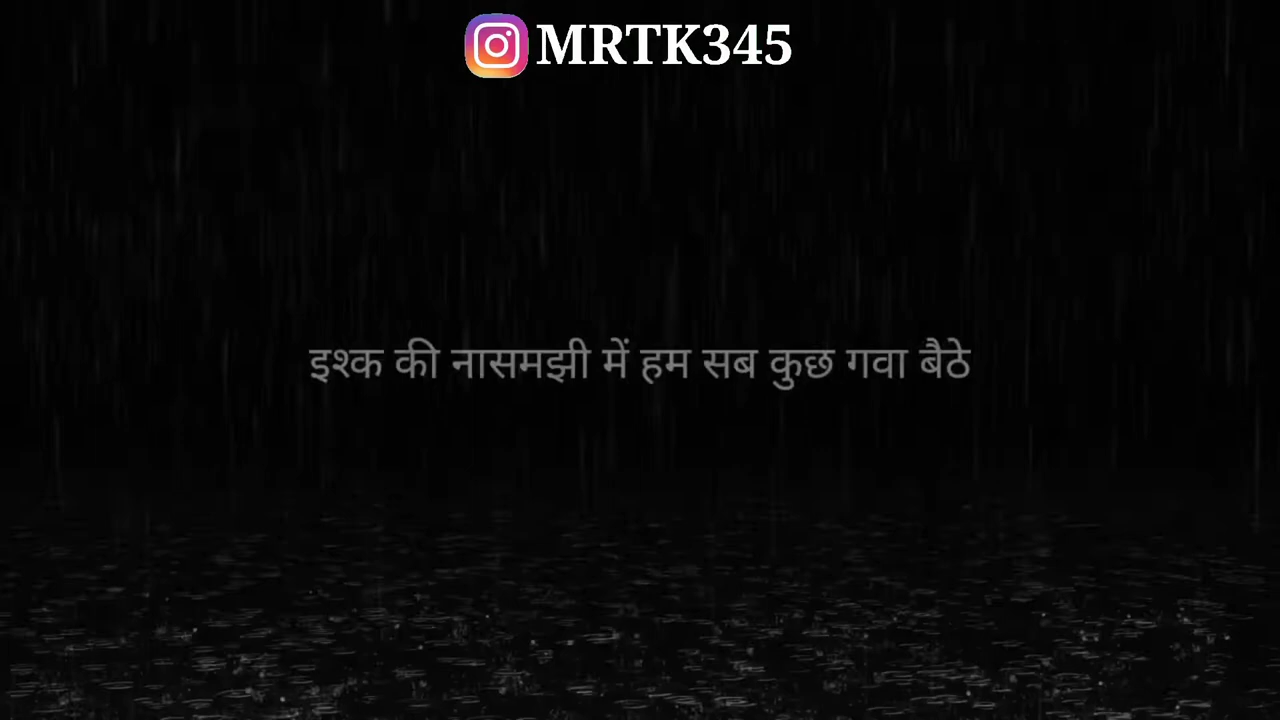 MRTK345
इश्क की नासमझी में हम सब कुछ गवा बैठे